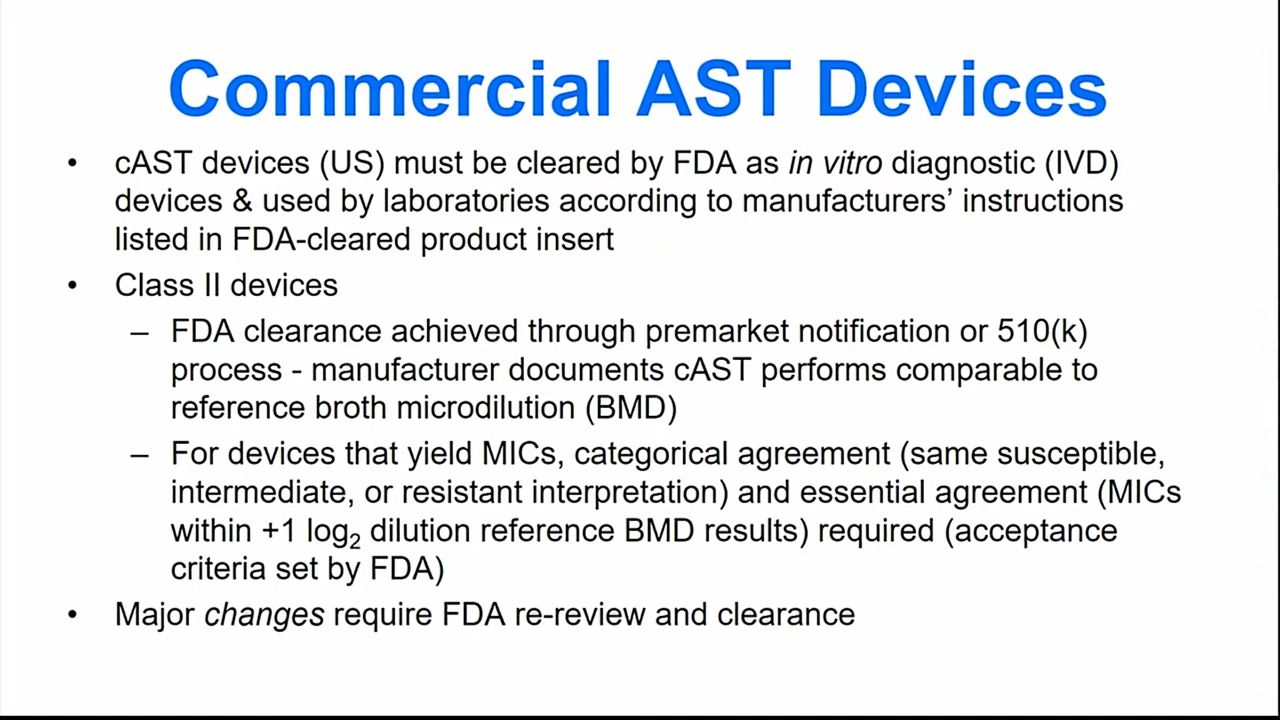 Commercial AST Devices
• cAST devices (US) must be cleared by FDA as in vitro diagnostic (IVD)
devices & used by laboratories according to manufacturers’ instructions
listed in FDA-cleared product insert
• Class II devices
– FDA clearance achieved through premarket notification or 510(k)
process - manufacturer documents cAST performs comparable to
reference broth microdilution (BMD)
– For devices that yield MICs, categorical agreement (same susceptible,
intermediate, or resistant interpretation) and essential agreement (MICs
within +1 log₂ dilution reference BMD results) required (acceptance
criteria set by FDA)
• Major changes require FDA re-review and clearance